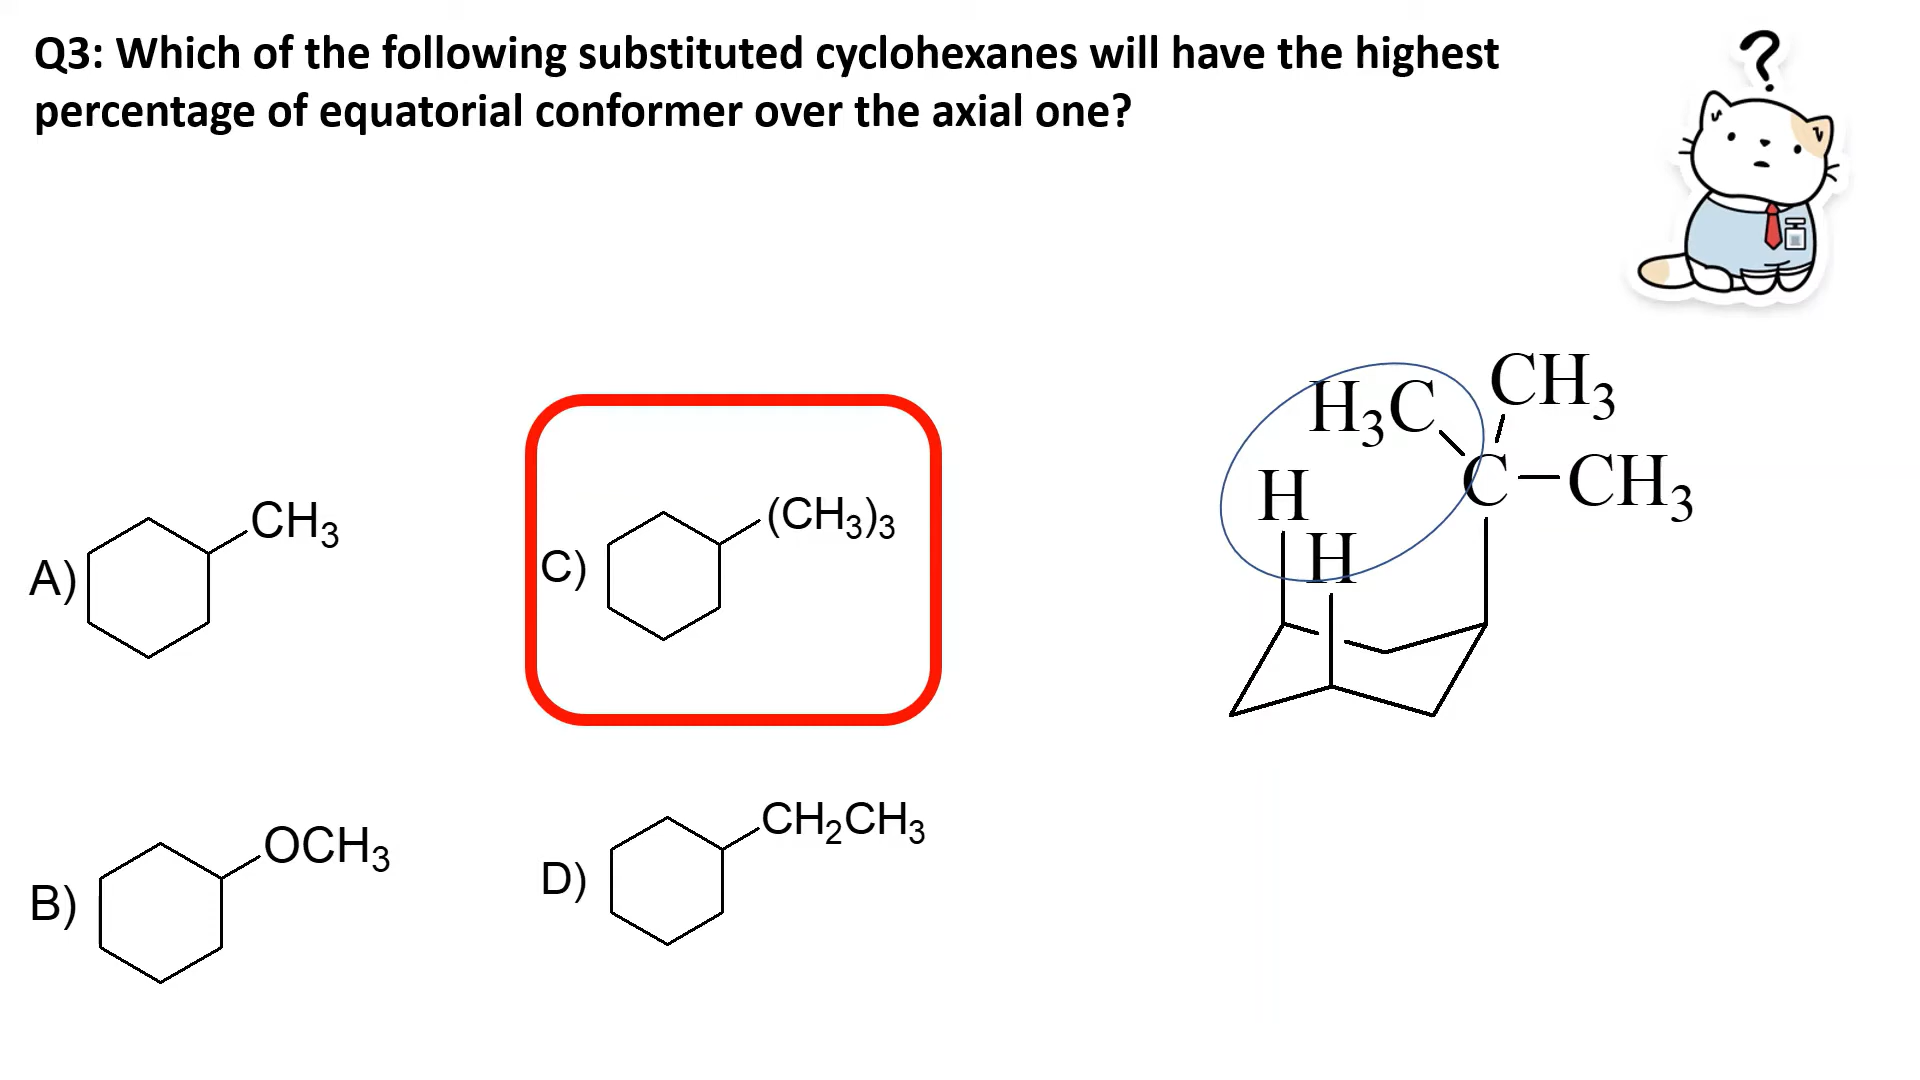 Q3: Which of the following substituted cyclohexanes will have the highest
percentage of equatorial conformer over the axial one?
?
A)
CH3
C)
(CH3)3
B)
OCH3
D)
CH2CH3
H3C
CH3
C
CH3
H
H